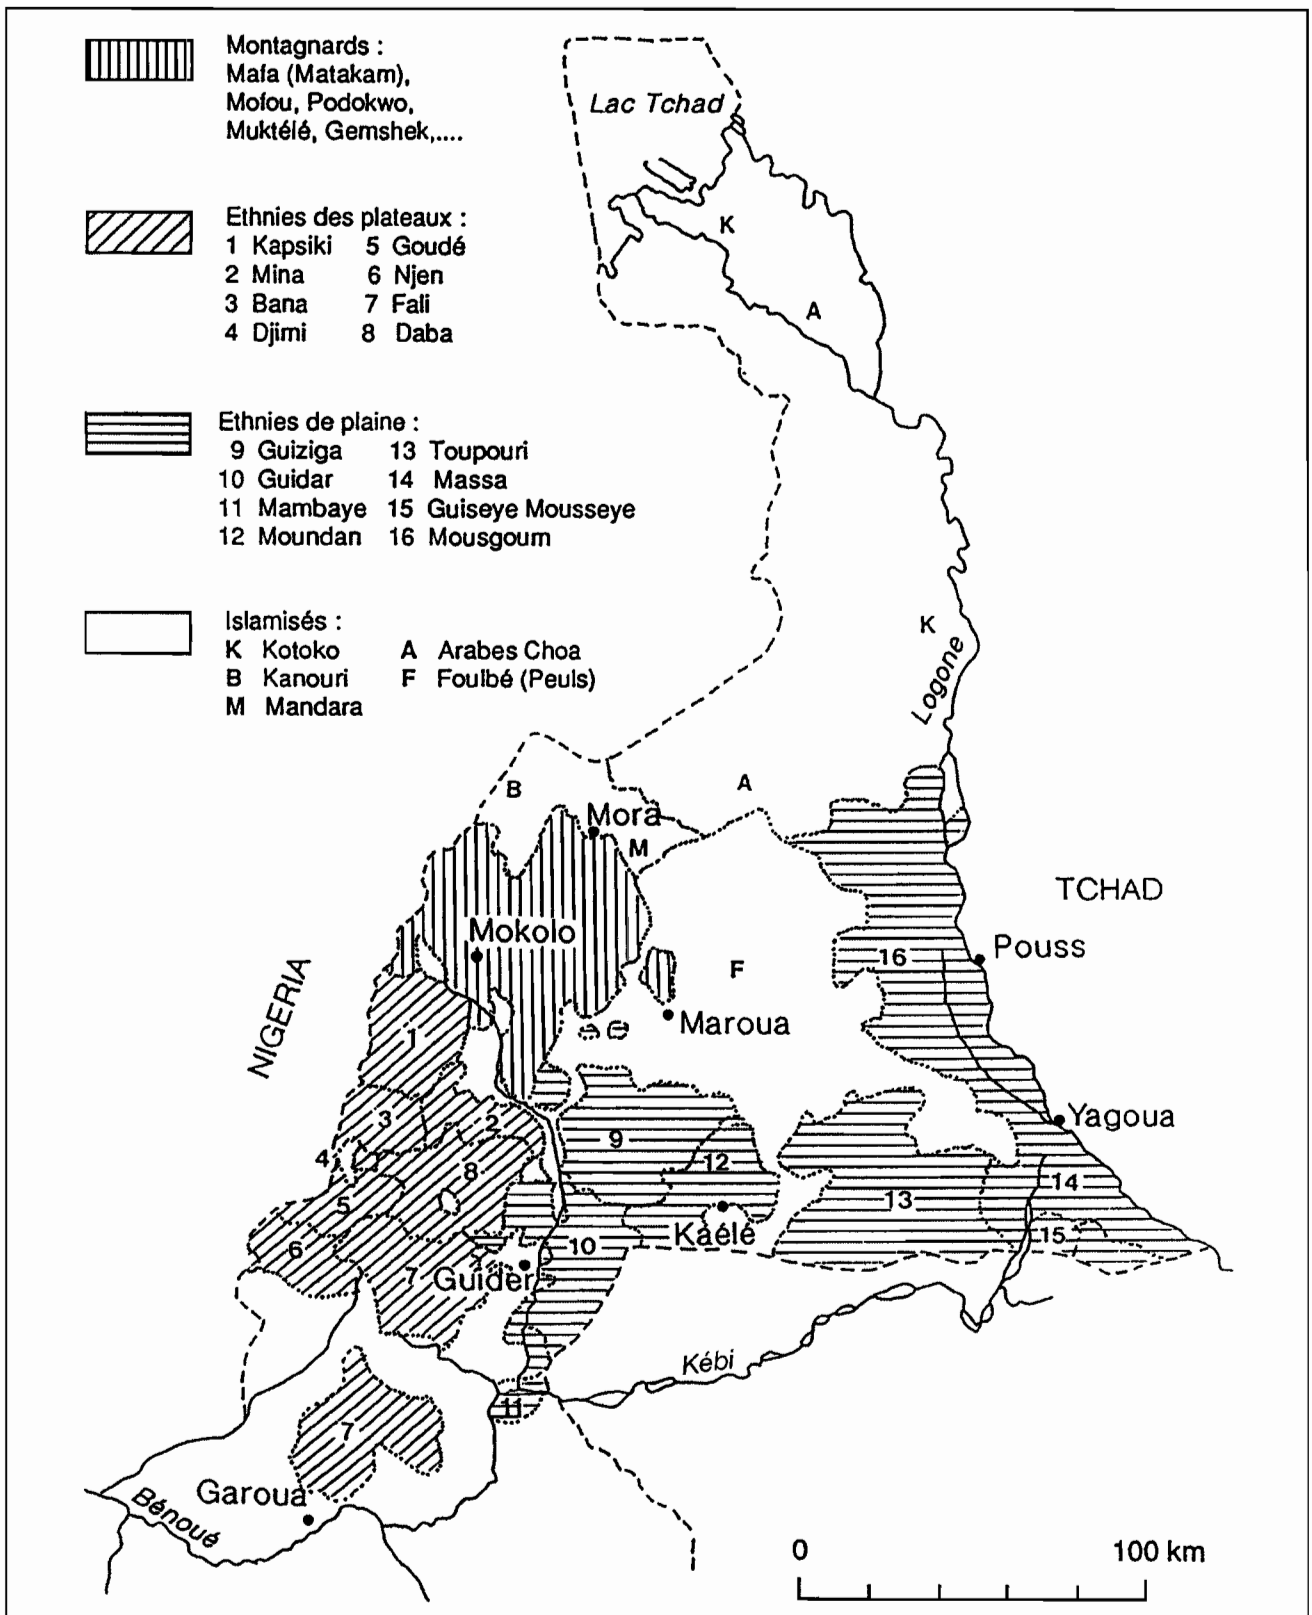 Montagnards :
Mafa (Matakam),
Mofou, Podokwo,
Muktélé, Gemshek,....
Ethnies des plateaux :
1 Kapsiki 5 Goudé
2 Mina 6 Njen
3 Bana 7 Fali
4 Djimi 8 Daba
Ethnies de plaine :
9 Guiziga 13 Toupouri
10 Guidar 14 Massa
11 Mambaye 15 Guiseye Mousseye
12 Moundan 16 Mousgoum
Islamisés :
K Kotoko A Arabes Choa
B Kanouri F Foulbé (Peuls)
M Mandara
Lac Tchad
K
A
K
Logone
B
A
Mora
M
TCHAD
Mokolo
16
Pouss
F
NIGERIA
Maroua
1
Yagoua
3
2
9
4
8
12
14
5
13
6
10
Kaélé
15
7
Guider
Kébi
11
7
Garoua
Bénoué
0 100 km